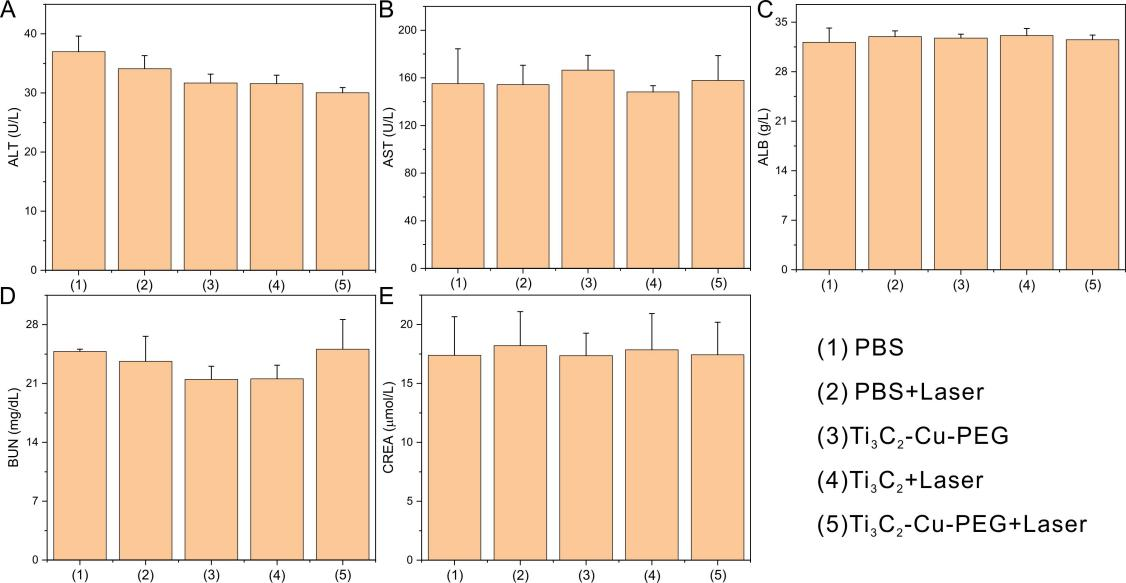 A
ALT (U/L)
40
30
20
10
0
(1) (2) (3) (4) (5)
B
AST (U/L)
200
160
120
80
40
0
(1) (2) (3) (4) (5)
C
ALB (g/L)
35
28
21
14
7
0
(1) (2) (3) (4) (5)
D
BUN (mg/dL)
28
21
14
7
0
(1) (2) (3) (4) (5)
E
CREA (μmol/L)
20
15
10
5
0
(1) (2) (3) (4) (5)
(1) PBS
(2) PBS+Laser
(3)Ti₃C₂-Cu-PEG
(4)Ti₃C₂+Laser
(5)Ti₃C₂-Cu-PEG+Laser